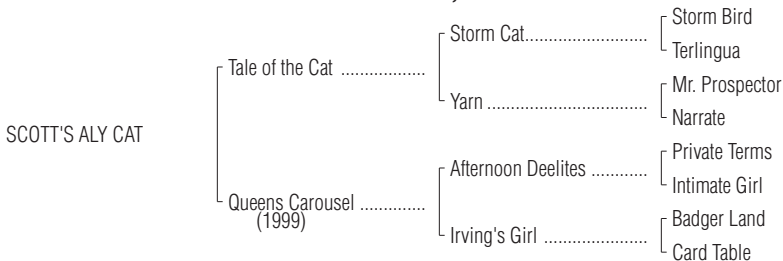 Storm Bird
Storm Cat..............................
Terlingua
Tale of the Cat ..................
Mr. Prospector
Yarn ........................................
Narrate
SCOTT'S ALY CAT
Private Terms
Afternoon Deelites ..............
Intimate Girl
Queens Carousel ..............
(1999)
Badger Land
Irving's Girl .........................
Card Table